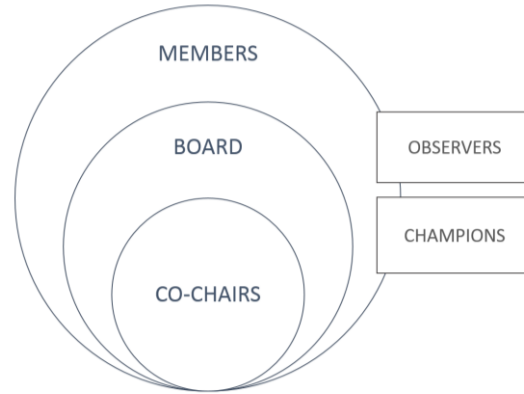 MEMBERS
BOARD
OBSERVERS
CHAMPIONS
CO-CHAIRS